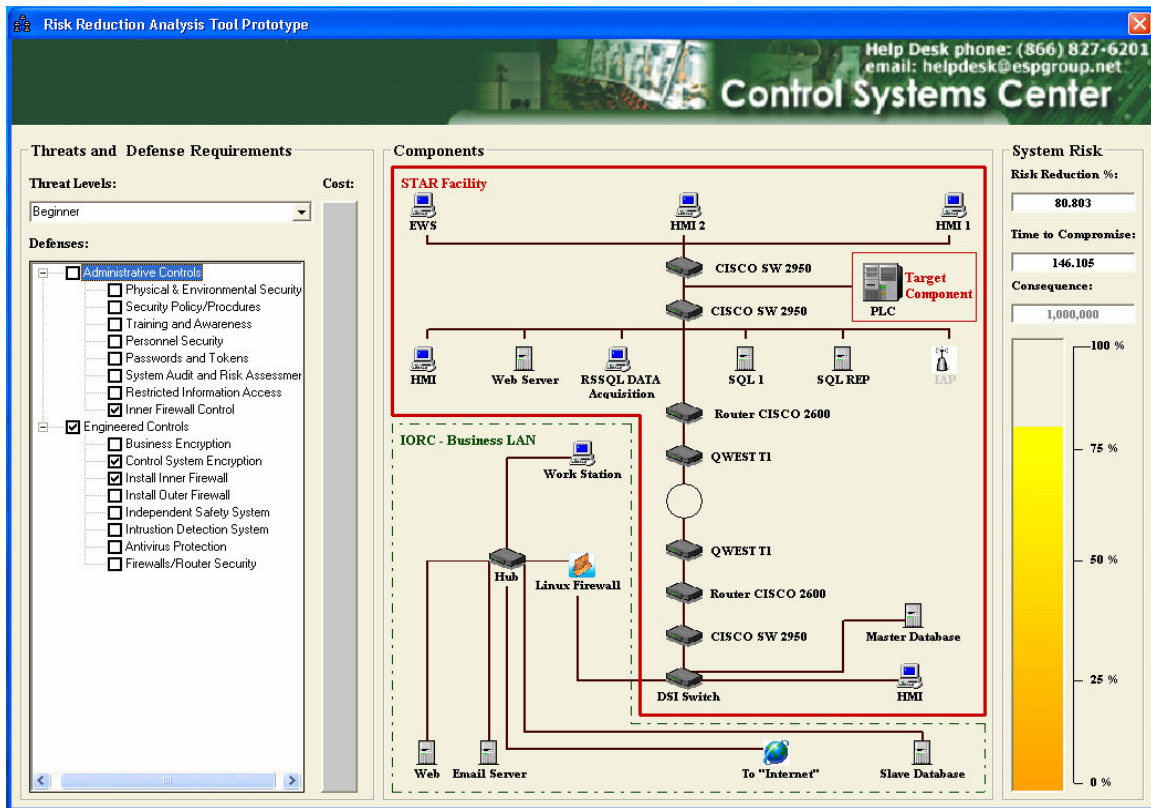 Risk Reduction Analysis Tool Prototype
Help Desk phone: (866) 827-6201
email: helpdesk@espgroup.net
Control Systems Center
Threats and Defense Requirements
Threat Levels:
Cost:
Beginner
Defenses:
Administrative Controls
Physical & Environmental Security
Security Policy/Procdures
Training and Awareness
Personnel Security
Passwords and Tokens
System Audit and Risk Assessmer
Restricted Information Access
Inner Firewall Control
Engineered Controls
Business Encryption
Control System Encryption
Install Inner Firewall
Install Outer Firewall
Independent Safety System
Intrustion Detection System
Antivirus Protection
Firewalls/Router Security
Components
STAR Facility
EWS
HMI 2
HMI 1
CISCO SW 2950
Target
Component
PLC
CISCO SW 2950
HMI
Web Server
RSSQL DATA
Acquisition
SQL 1
SQL REP
IAP
Router CISCO 2600
IORC - Business LAN
QWEST T1
Work Station
QWEST T1
Hub
Linux Firewall
Router CISCO 2600
CISCO SW 2950
Master Database
DSI Switch
HMI
Web
Email Server
To "Internet"
Slave Database
System Risk
Risk Reduction %:
80.803
Time to Compromise:
146.105
Consequence:
1,000,000
100 %
75 %
50 %
25 %
0 %